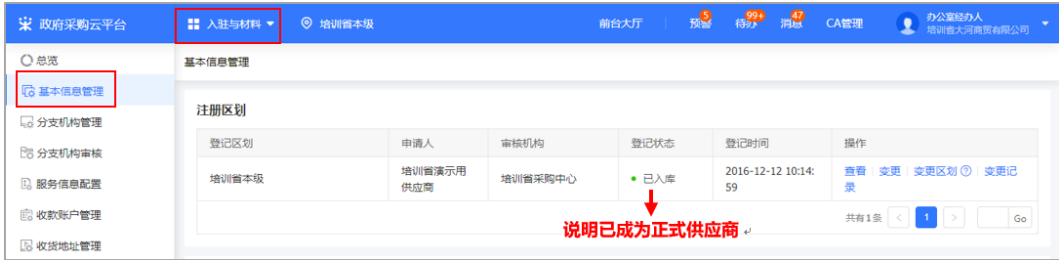 政府采购云平台
入驻与材料
培训省本级
前台大厅
预警
5
待办
99+
消息
47
CA管理
办公室经办人
培训省大河商贸有限公司
总览
基本信息管理
分支机构管理
分支机构审核
服务信息配置
收款账户管理
收货地址管理
基本信息管理
注册区划
登记区划 申请人 审核机构 登记状态 登记时间 操作
培训省本级 培训省演示用供应商 培训省采购中心 已入库 2016-12-12 10:14:59 查看 变更 变更区划 变更记录
说明已成为正式供应商
共有1条 < 1 > Go